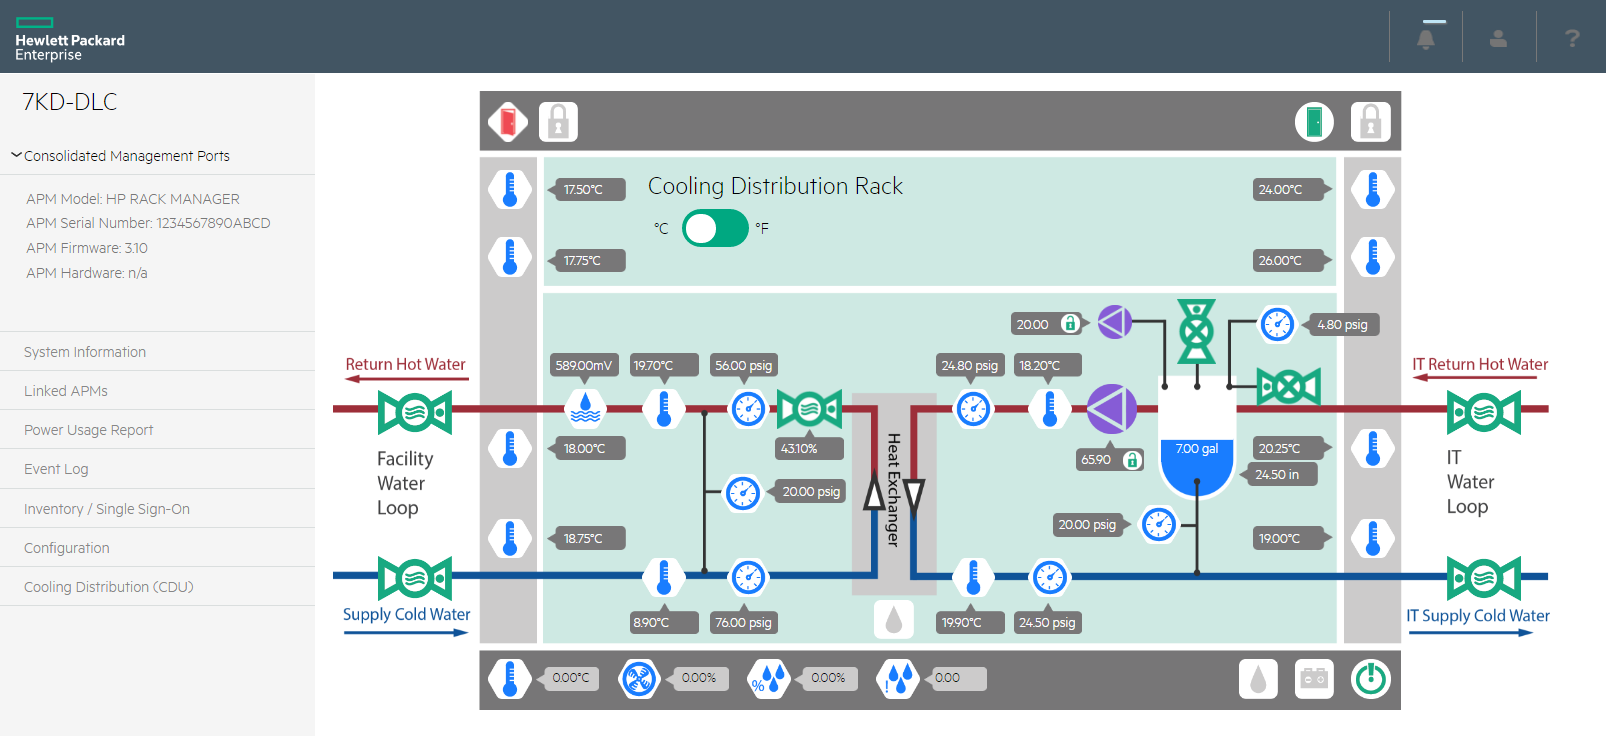 Hewlett Packard
Enterprise
?
7KD-DLC
Consolidated Management Ports
APM Model: HP RACK MANAGER
APM Serial Number: 1234567890ABCD
APM Firmware: 3.10
APM Hardware: n/a
System Information
Linked APMs
Power Usage Report
Event Log
Inventory / Single Sign-On
Configuration
Cooling Distribution (CDU)
17.50°C
Cooling Distribution Rack
24.00°C
°C
°F
17.75°C
26.00°C
20.00
4.80 psig
Return Hot Water
589.00mV
19.70°C
56.00 psig
24.80 psig
18.20°C
IT Return Hot Water
18.00°C
43.10%
65.90
7.00 gal
20.25°C
Facility
Water
Loop
Heat Exchanger
24.50 in
IT
Water
Loop
20.00 psig
20.00 psig
18.75°C
19.00°C
Supply Cold Water
8.90°C
76.00 psig
19.90°C
24.50 psig
IT Supply Cold Water
0.00°C
0.00%
%
0.00%
!
0.00